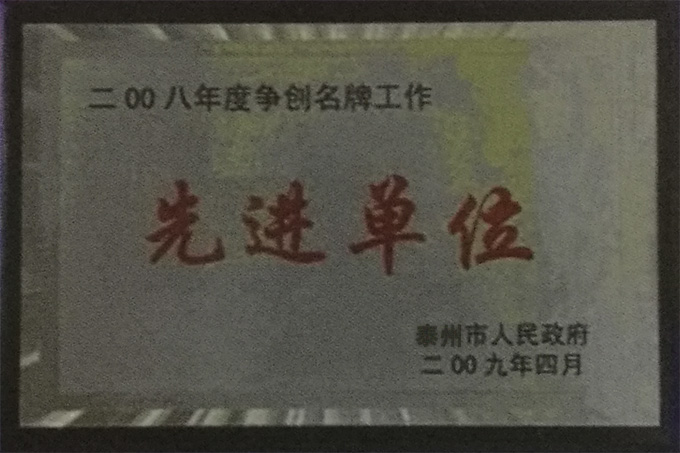 二00八年度争创名牌工作
先进单位
泰州市人民政府
二00九年四月